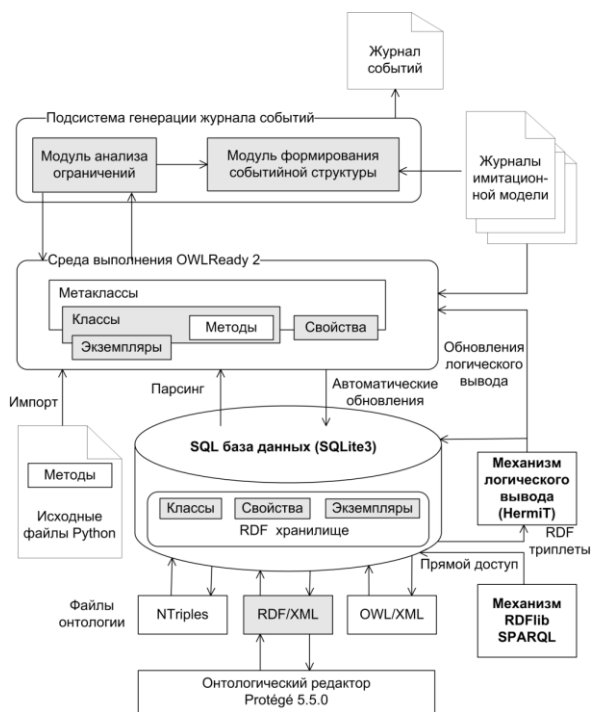 Журнал
событий
Подсистема генерации журнала событий
Модуль анализа
ограничений
Модуль формирования
событийной структуры
Журналы
имитацион-
ной модели
Среда выполнения OWLReady 2
Метаклассы
Классы
Методы
Свойства
Экземпляры
Обновления
логического
вывода
Импорт
Парсинг
Автоматические
обновления
SQL база данных (SQLite3)
Методы
Исходные
файлы Python
Классы
Свойства
Экземпляры
RDF хранилище
Механизм
логического
вывода
(HermiT)
RDF
триплеты
Прямой доступ
Файлы
онтологии
NTriples
RDF/XML
OWL/XML
Механизм
RDFlib
SPARQL
Онтологический редактор
Protégé 5.5.0